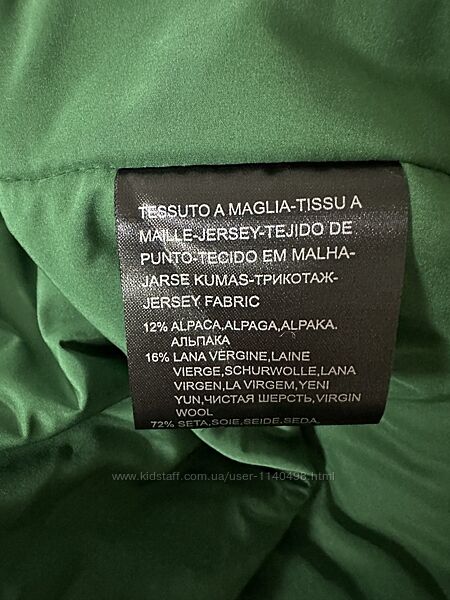 TESSUTO A MAGLIA-TISSU A
MAILLE-JERSEY-TEJIDO DE
PUNTO-TECIDO EM MALHA-
JARSE KUMAS-ТРИКОТАЖ-
JERSEY FABRIC
12% ALPACA,ALPAGA,ALPAKA.
АЛЬПАКА
16% LANA VERGINE,LAINE
VIERGE,SCHURWOLLE,LANA
VIRGEN,LA VIRGEM,YENI
YUN,ЧИСТАЯ ШЕРСТЬ,VIRGIN
WOOL
72% SETA,SOIE,SEIDE,SEDA,
www.kidstaff.com.ua/user-1140498.html